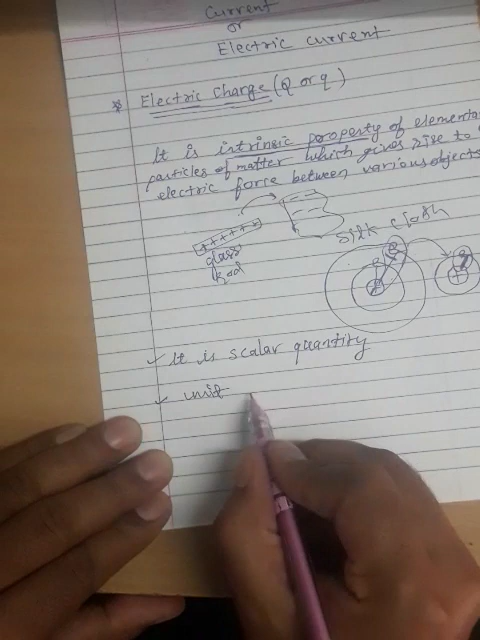 Current
or
Electric current
* Electric Charge (Q or q)
It is intrinsic property of elementa
particles of matter which gives rise to
electric force between various objects
+ + + + +
glass
Rod
silk cloth
+
✓ It is scalar quantity
✓ unit